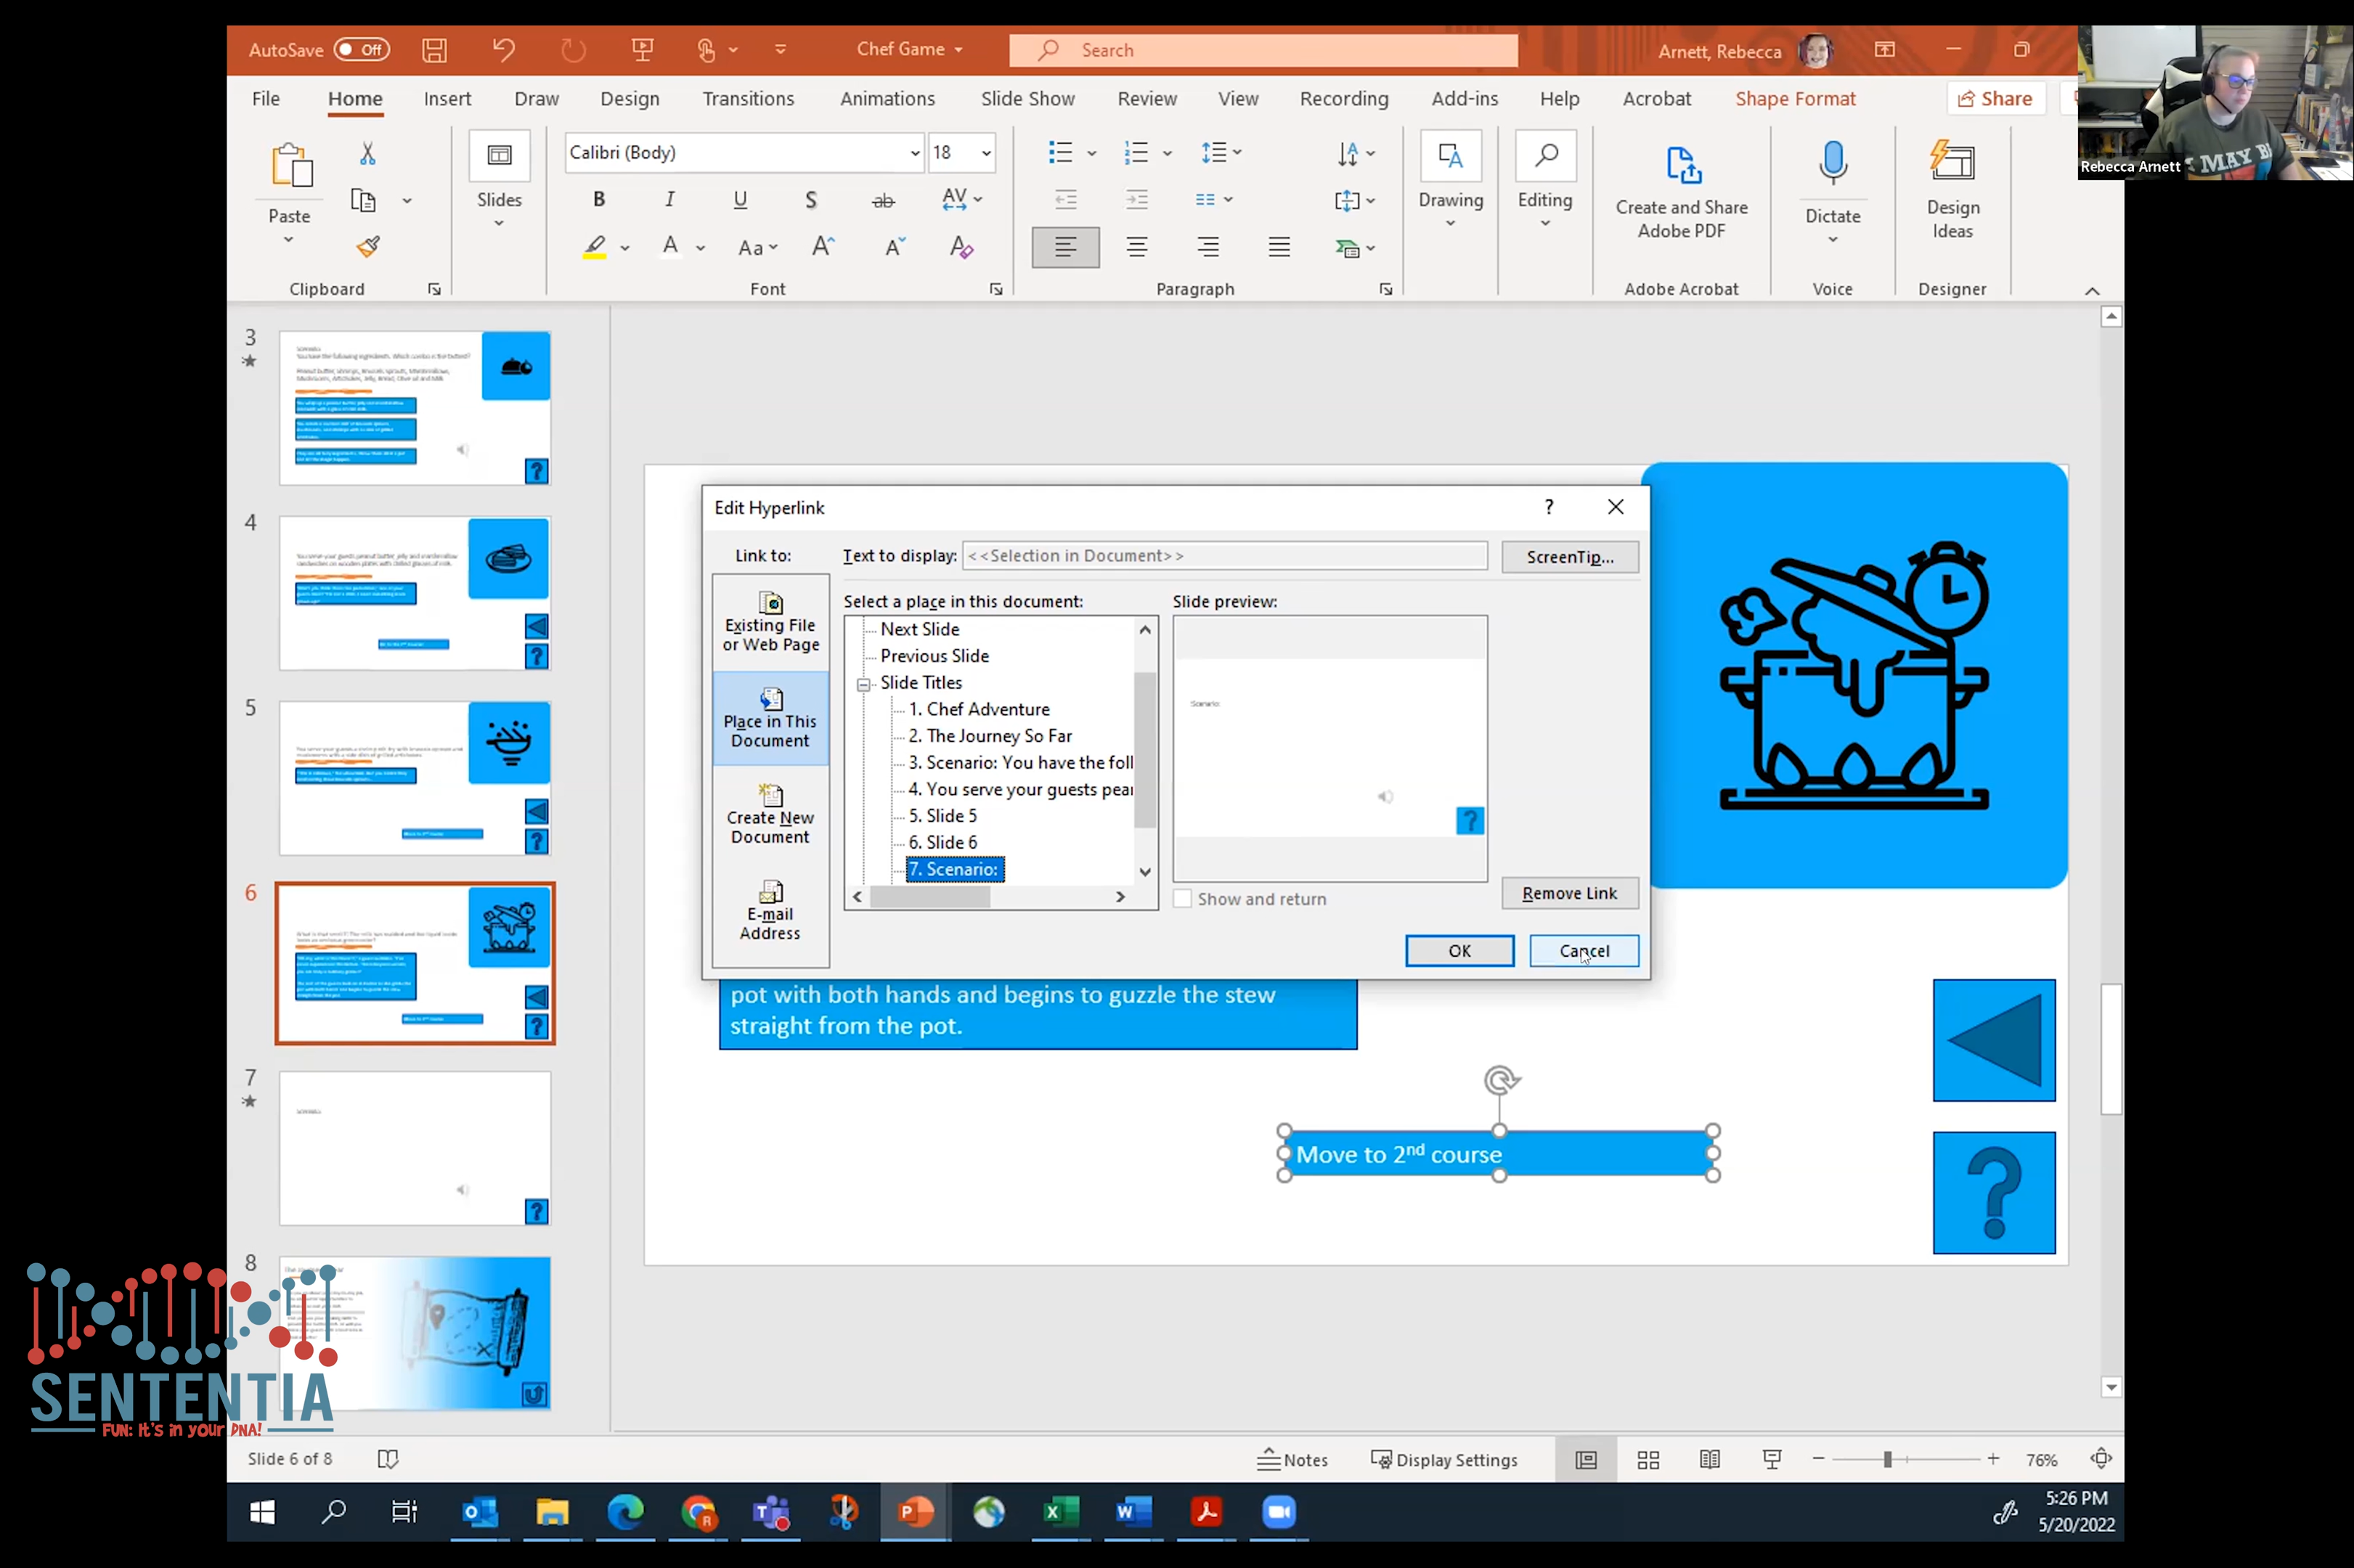 AutoSave Off
Chef Game
Search
Arnett, Rebecca
File Home Insert Draw Design Transitions Animations Slide Show Review View Recording Add-ins Help Acrobat Shape Format
Share
Rebecca Arnett
MAY B
Paste
Clipboard
Slides
Calibri (Body) 18
B I U S ab AV
A Aa A A A
Font
Paragraph
Drawing
Editing
Create and Share
Adobe PDF
Adobe Acrobat
Dictate
Voice
Design
Ideas
Designer
3
4
5
6
7
8
Edit Hyperlink
?
Link to:
Text to display: <<Selection in Document>>
ScreenTip...
Existing File
or Web Page
Place in This
Document
Create New
Document
E-mail
Address
Select a place in this document:
Next Slide
Previous Slide
Slide Titles
1. Chef Adventure
2. The Journey So Far
3. Scenario: You have the foll
4. You serve your guests pear
5. Slide 5
6. Slide 6
7. Scenario:
Slide preview:
Scenario:
?
Show and return
Remove Link
OK
Cancel
pot with both hands and begins to guzzle the stew
straight from the pot.
Move to 2nd course
?
SENTENTIA
FUN: It's in your DNA!
Slide 6 of 8
Notes
Display Settings
76%
5:26 PM
5/20/2022